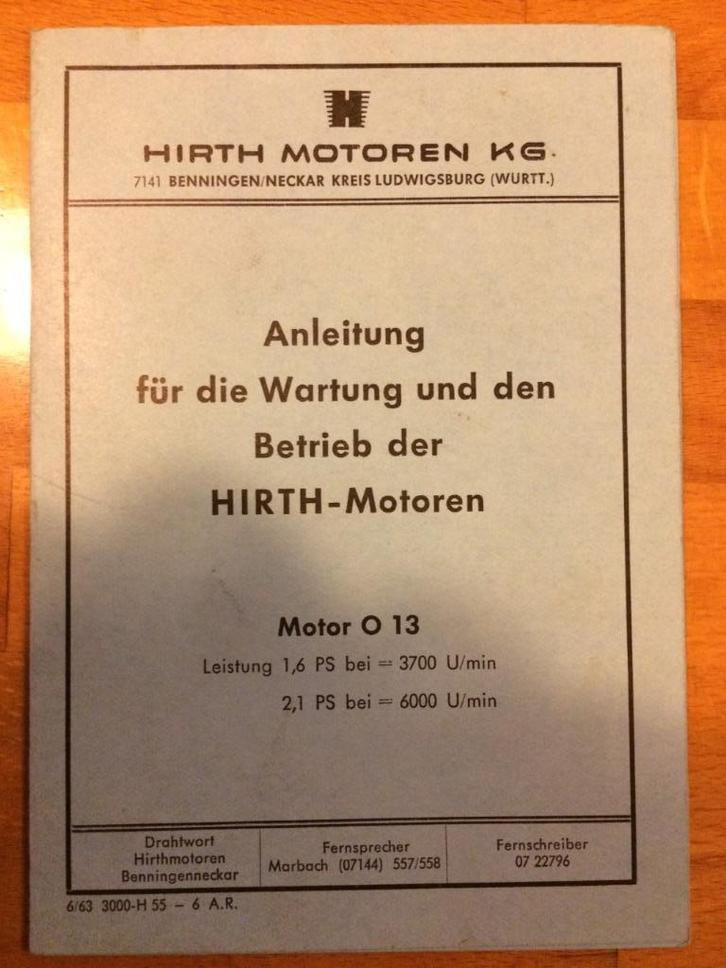 H
HIRTH MOTOREN KG.
7141 BENNINGEN/NECKAR KREIS LUDWIGSBURG (WURTT.)
Anleitung
für die Wartung und den
Betrieb der
HIRTH-Motoren
Motor O 13
Leistung 1,6 PS bei = 3700 U/min
2,1 PS bei = 6000 U/min
Drahtwort
Hirthmotoren
Benningenneckar
Fernsprecher
Marbach (07144) 557/558
Fernschreiber
07 22796
6/63 3000-H 55 – 6 A.R.